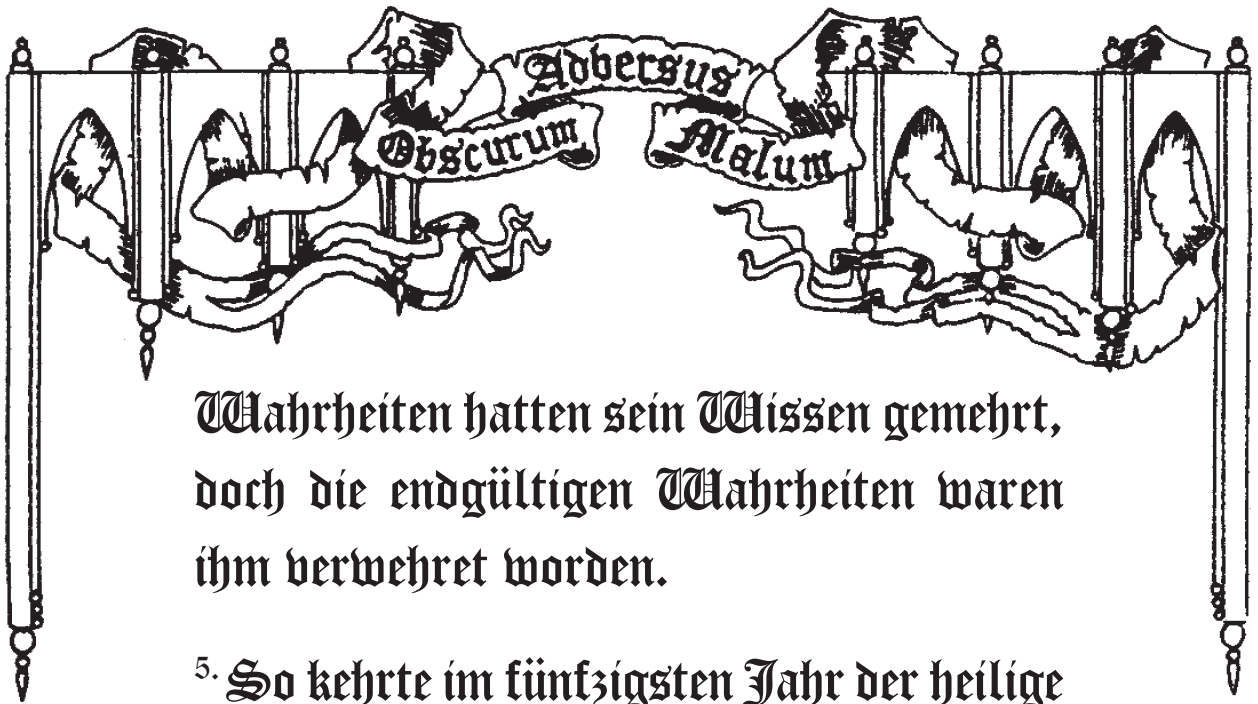 Adversus
Obscurum Malum
Wahrheiten hatten sein Wissen gemehrt,
doch die endgültigen Wahrheiten waren
ihm verwehret worden.
5. So kehrte im fünfzigsten Jahr der heilige